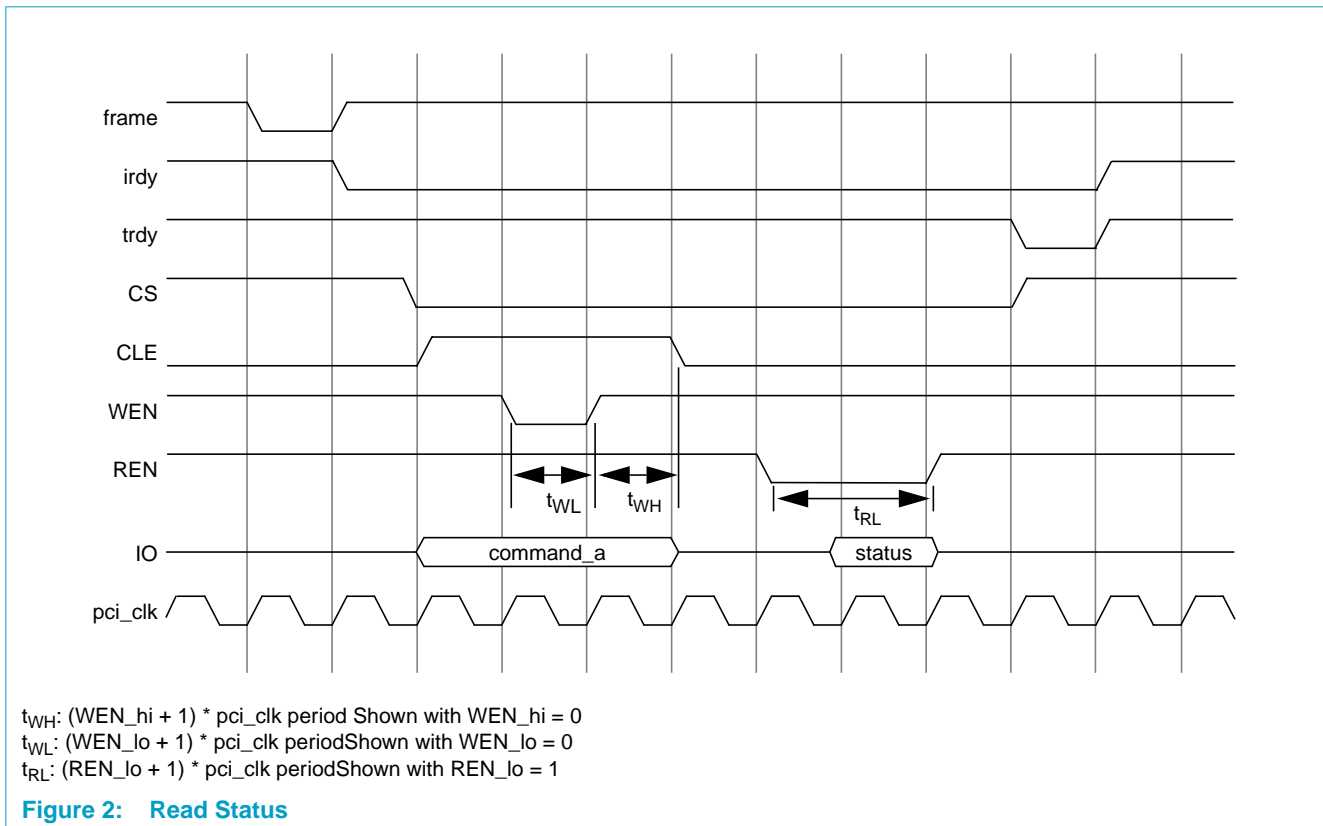 frame
irdy
trdy
CS
CLE
WEN
REN
tWL
tWH
tRL
IO
command_a
status
pci_clk
tWH: (WEN_hi + 1) * pci_clk period Shown with WEN_hi = 0
tWL: (WEN_lo + 1) * pci_clk periodShown with WEN_lo = 0
tRL: (REN_lo + 1) * pci_clk periodShown with REN_lo = 1
Figure 2: Read Status